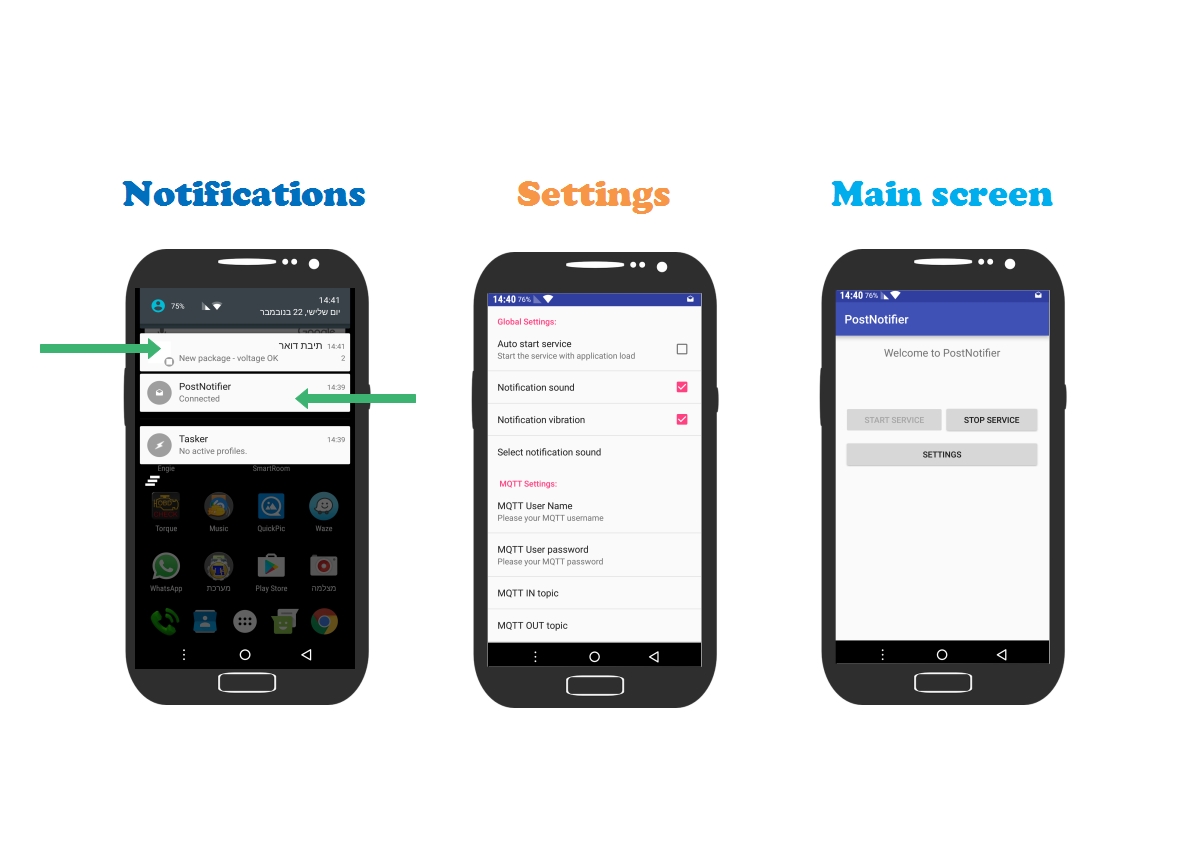 Notifications
Settings
Main screen
75%
14:41
יום שלישי, 22 בנובמבר
תיבת דואר 14:41
New package - voltage OK 2
PostNotifier 14:39
Connected
Tasker 14:39
No active profiles.
Engie SmartRoom
Torque Music QuickPic Waze
WhatsApp מערכת Play Store מצלמה
14:40 76%
Global Settings:
Auto start service
Start the service with application load
Notification sound
Notification vibration
Select notification sound
MQTT Settings:
MQTT User Name
Please your MQTT username
MQTT User password
Please your MQTT password
MQTT IN topic
MQTT OUT topic
14:40 76%
PostNotifier
Welcome to PostNotifier
START SERVICE STOP SERVICE
SETTINGS